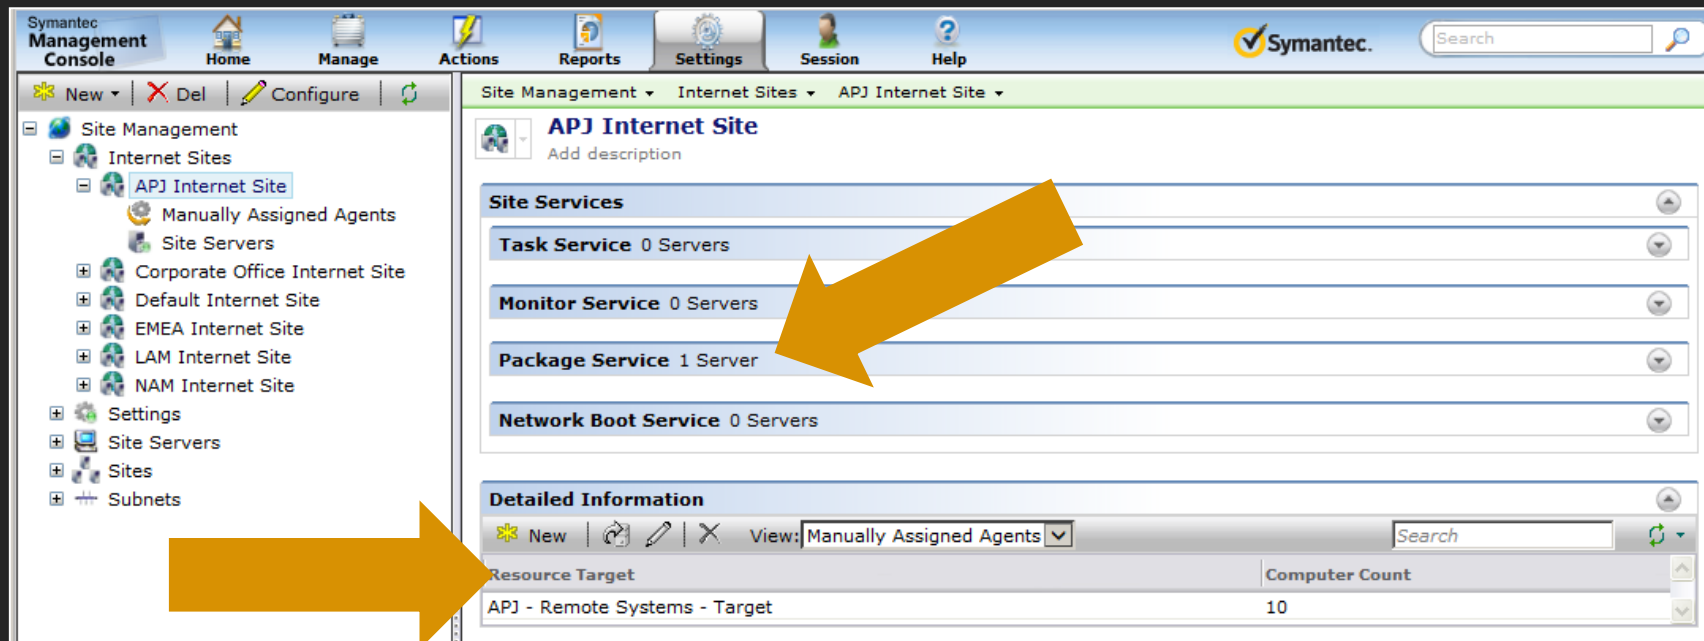 Symantec
Management
Console
Home
Manage
Actions
Reports
Settings
Session
Help
Symantec.
Search
New
Del
Configure
Site Management
Internet Sites
APJ Internet Site
Manually Assigned Agents
Site Servers
Corporate Office Internet Site
Default Internet Site
EMEA Internet Site
LAM Internet Site
NAM Internet Site
Settings
Site Servers
Sites
Subnets
Site Management Internet Sites APJ Internet Site
APJ Internet Site
Add description
Site Services
Task Service 0 Servers
Monitor Service 0 Servers
Package Service 1 Server
Network Boot Service 0 Servers
Detailed Information
New View: Manually Assigned Agents Search
Resource Target Computer Count
APJ - Remote Systems - Target 10